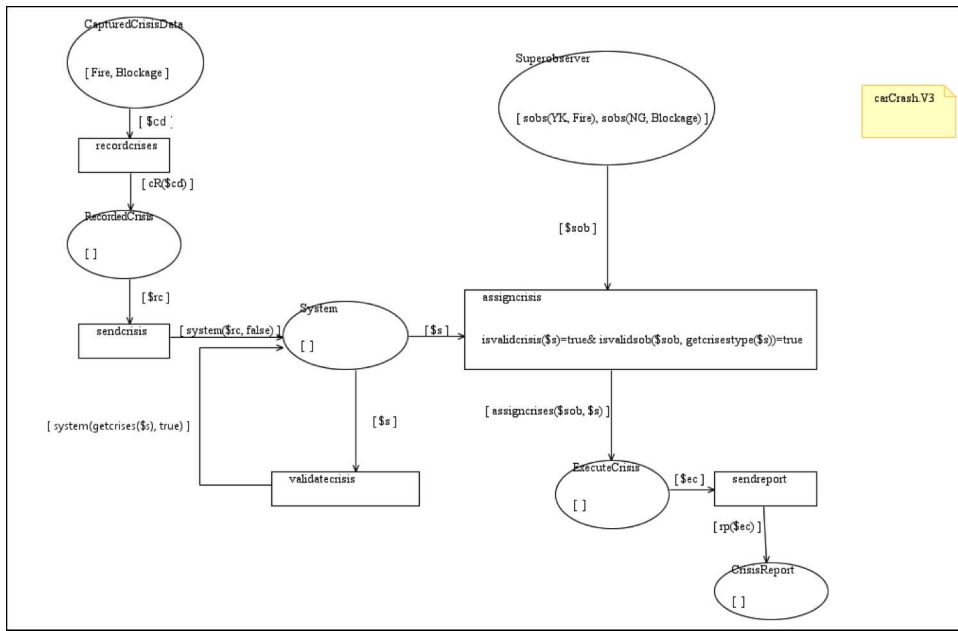 CapturedCrisisData
[ Fire, Blockage ]
[ $cd ]
recordcrises
[ cR($cd) ]
RecordedCrisis
[ ]
[ $rc ]
sendcrisis
[ system($rc, false) ]
System
[ ]
[ $s ]
[ $s ]
[ system(getcrises($s), true) ]
validatecrisis
Superobserver
[ sobs(YK, Fire), sobs(NG, Blockage) ]
[ $sob ]
assigncrisis
isvalidcrisis($s)=true& isvalidsob($sob, getcrisestype($s))=true
[ assigncrises($sob, $s) ]
ExecuteCrisis
[ ]
[ $ec ]
sendreport
[ rp($ec) ]
CrisisReport
[ ]
carCrash.V3